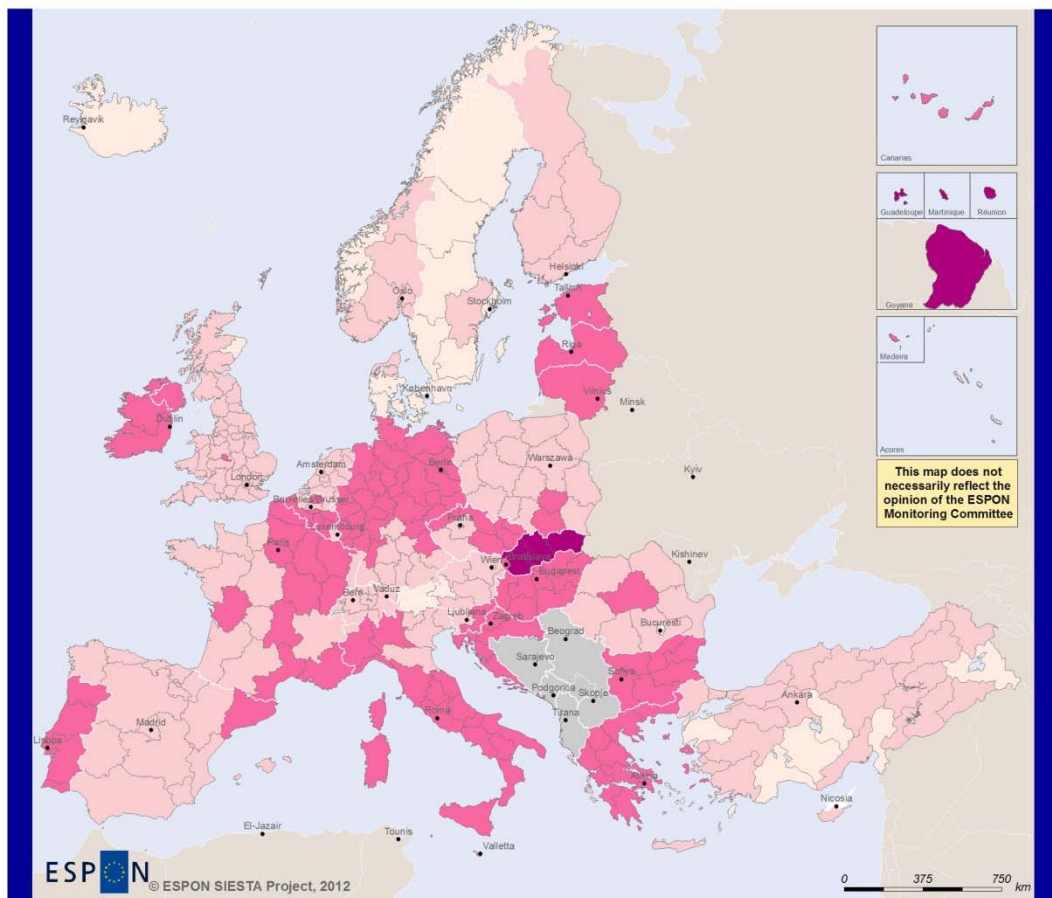 Reykjavik
Canarias
Guadeloupe
Martinique
Réunion
Guyane
Helsinki
Tallinn
Oslo
Stockholm
Madeira
Riga
København
Vilnius
Minsk
Dublin
Acores
Amsterdam
Berlin
Warszawa
London
Bruxelles/Brussel
Kyiv
This map does not
necessarily reflect the
opinion of the ESPON
Monitoring Committee
Luxembourg
Praha
Paris
Wien
Bratislava
Kishinev
Budapest
Bern
Vaduz
Ljubljana
Zagreb
Bucuresti
Beograd
Sarajevo
Sofiya
Podgorica
Skopje
Ankara
Roma
Tirana
Madrid
Lisboa
Athina
Nicosia
El-Jazair
Tounis
Valletta
ESPON
© ESPON SIESTA Project, 2012
0 375 750
km